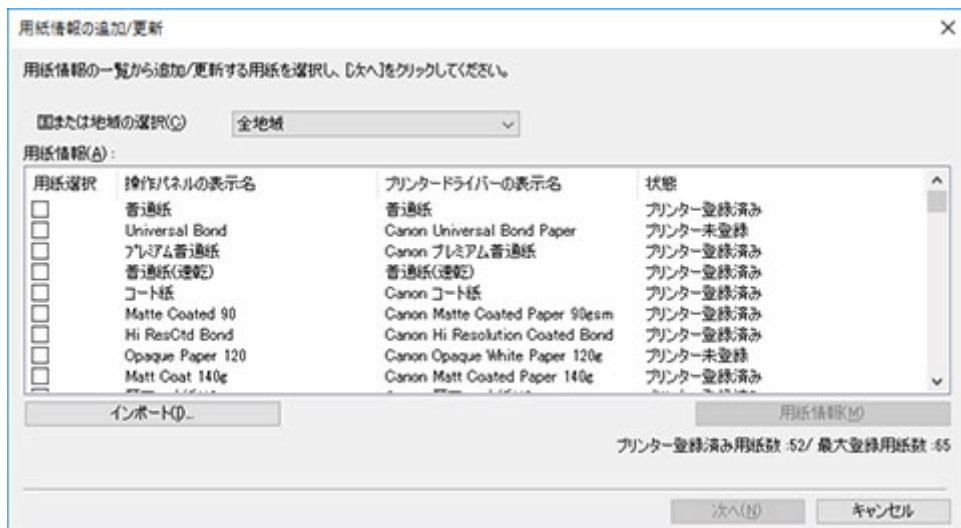 用紙情報の追加/更新
用紙情報の一覧から追加/更新する用紙を選択し、[次へ]をクリックしてください。
国または地域の選択(C) 全地域
用紙情報(A) :
用紙選択 操作パネルの表示名 プリンタードライバーの表示名 状態
普通紙 普通紙 プリンター登録済み
Universal Bond Canon Universal Bond Paper プリンター未登録
プレミアム普通紙 Canon プレミアム普通紙 プリンター登録済み
普通紙(速乾) 普通紙(速乾) プリンター登録済み
コート紙 Canon コート紙 プリンター登録済み
Matte Coated 90 Canon Matte Coated Paper 90gsm プリンター登録済み
Hi ResCtd Bond Canon Hi Resolution Coated Bond プリンター登録済み
Opaque Paper 120 Canon Opaque White Paper 120g プリンター未登録
Matt Coat 140g Canon Matt Coated Paper 140g プリンター登録済み
インポート(I)... 用紙情報(M)
プリンター登録済み用紙数 :52/ 最大登録用紙数 :65
次へ(N) キャンセル